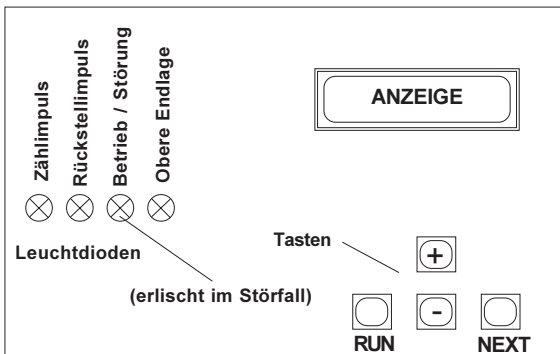 Zählimpuls
Rückstellimpuls
Betrieb / Störung
Obere Endlage
ANZEIGE
Leuchtdioden
Tasten
(erlischt im Störfall)
+
-
RUN
NEXT